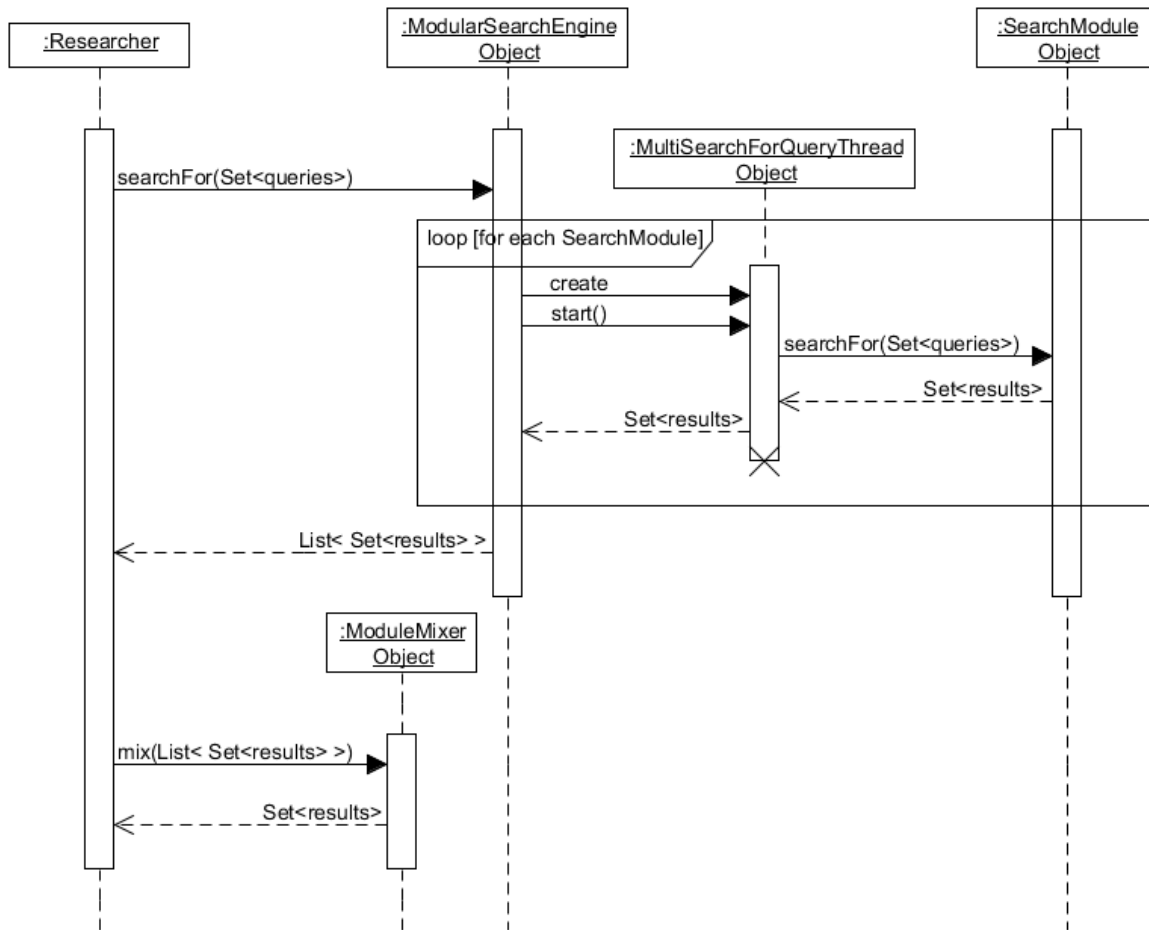 :Researcher
:ModularSearchEngine
Object
:SearchModule
Object
:MultiSearchForQueryThread
Object
searchFor(Set<queries>)
loop [for each SearchModule]
create
start()
searchFor(Set<queries>)
Set<results>
Set<results>
List< Set<results> >
:ModuleMixer
Object
mix(List< Set<results> >)
Set<results>